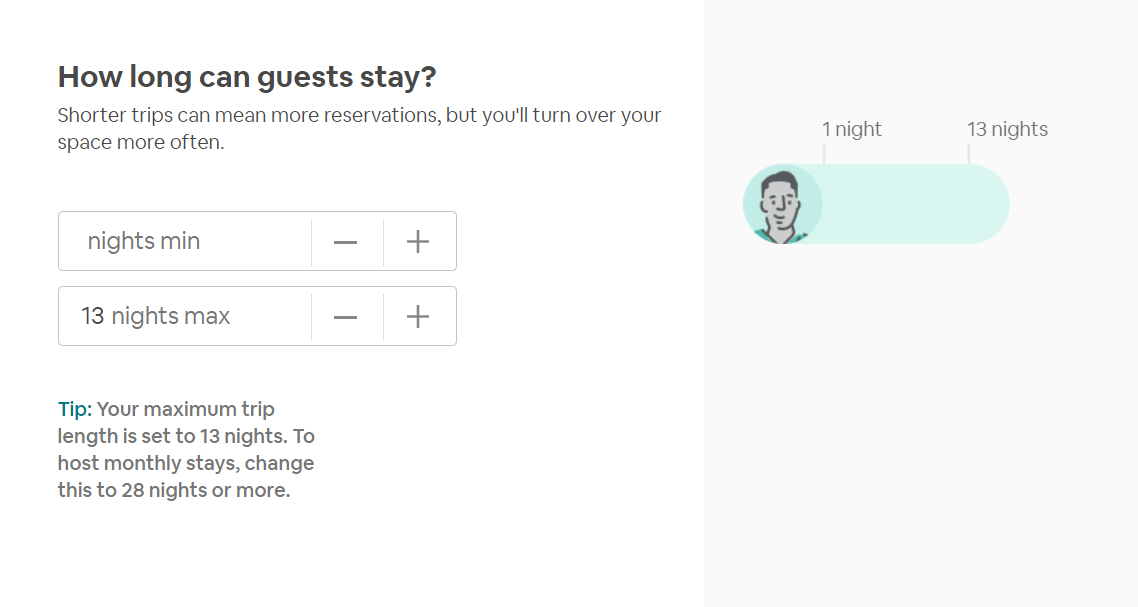 How long can guests stay?
Shorter trips can mean more reservations, but you'll turn over your
space more often.
nights min
13 nights max
Tip: Your maximum trip
length is set to 13 nights. To
host monthly stays, change
this to 28 nights or more.
1 night
13 nights